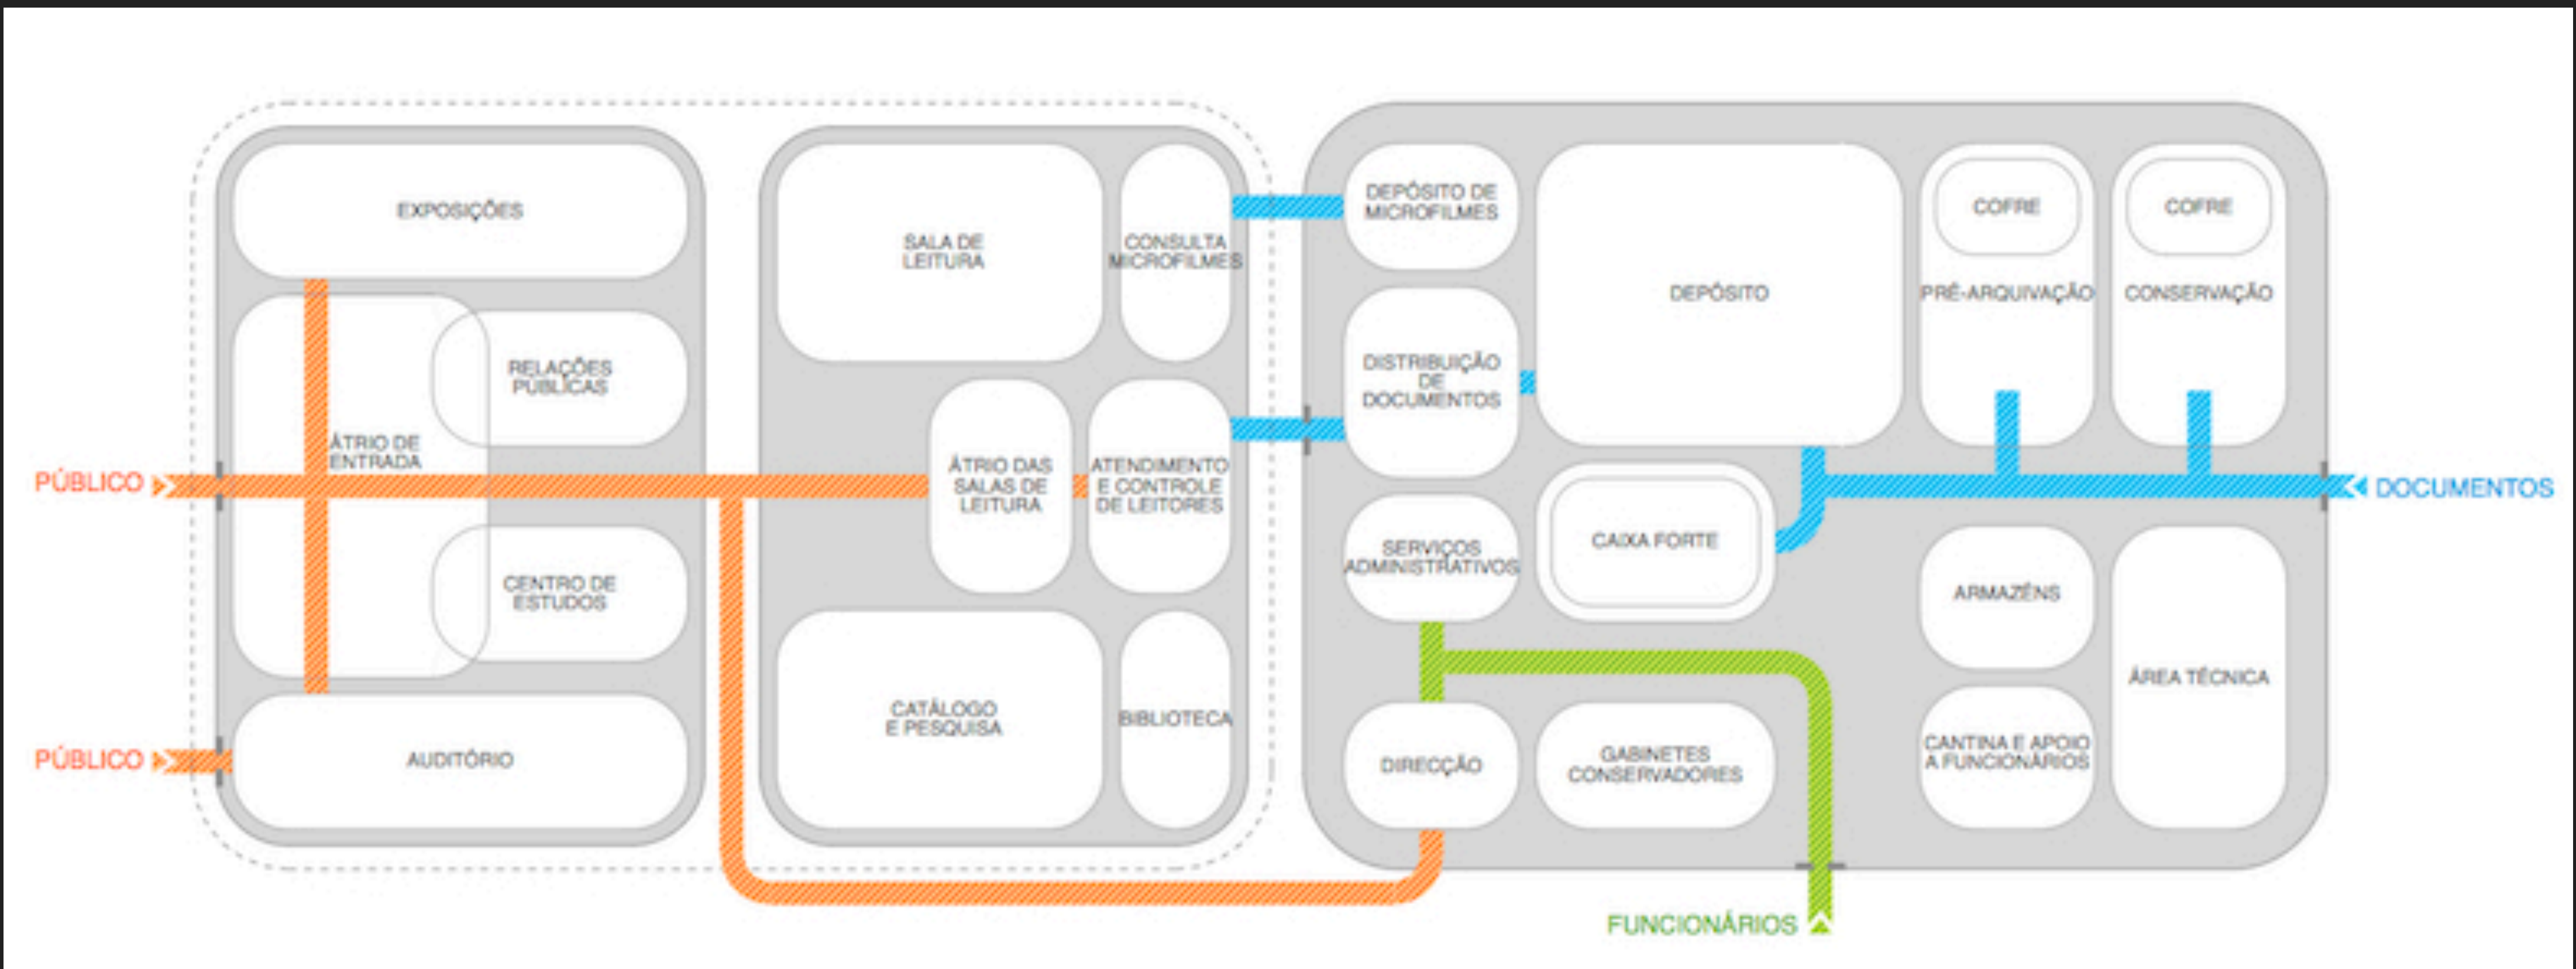 EXPOSIÇÕES
RELAÇÕES
PÚBLICAS
ÁTRIO DE
ENTRADA
PÚBLICO
CENTRO DE
ESTUDOS
PÚBLICO
AUDITÓRIO
SALA DE
LEITURA
CONSULTA
MICROFILMES
ÁTRIO DAS
SALAS DE
LEITURA
ATENDIMENTO
E CONTROLE
DE LEITORES
CATÁLOGO
E PESQUISA
BIBLIOTECA
DEPÓSITO DE
MICROFILMES
DISTRIBUIÇÃO
DE
DOCUMENTOS
DEPÓSITO
COFRE
PRÉ-ARQUIVAÇÃO
COFRE
CONSERVAÇÃO
DOCUMENTOS
SERVIÇOS
ADMINISTRATIVOS
CAIXA FORTE
ARMAZÉNS
ÁREA TÉCNICA
DIRECÇÃO
GABINETES
CONSERVADORES
CANTINA E APOIO
A FUNCIONÁRIOS
FUNCIONÁRIOS